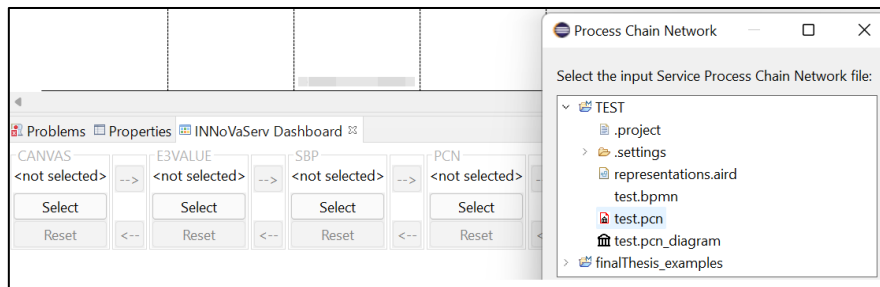 Process Chain Network
Select the input Service Process Chain Network file:
TEST
.project
.settings
representations.aird
test.bpmn
test.pcn
test.pcn_diagram
finalThesis_examples
Problems Properties INNoVaServ Dashboard
CANVAS E3VALUE SBP PCN
<not selected> --> <not selected> --> <not selected> --> <not selected>
Select Select Select Select
Reset <-- Reset <-- Reset <-- Reset